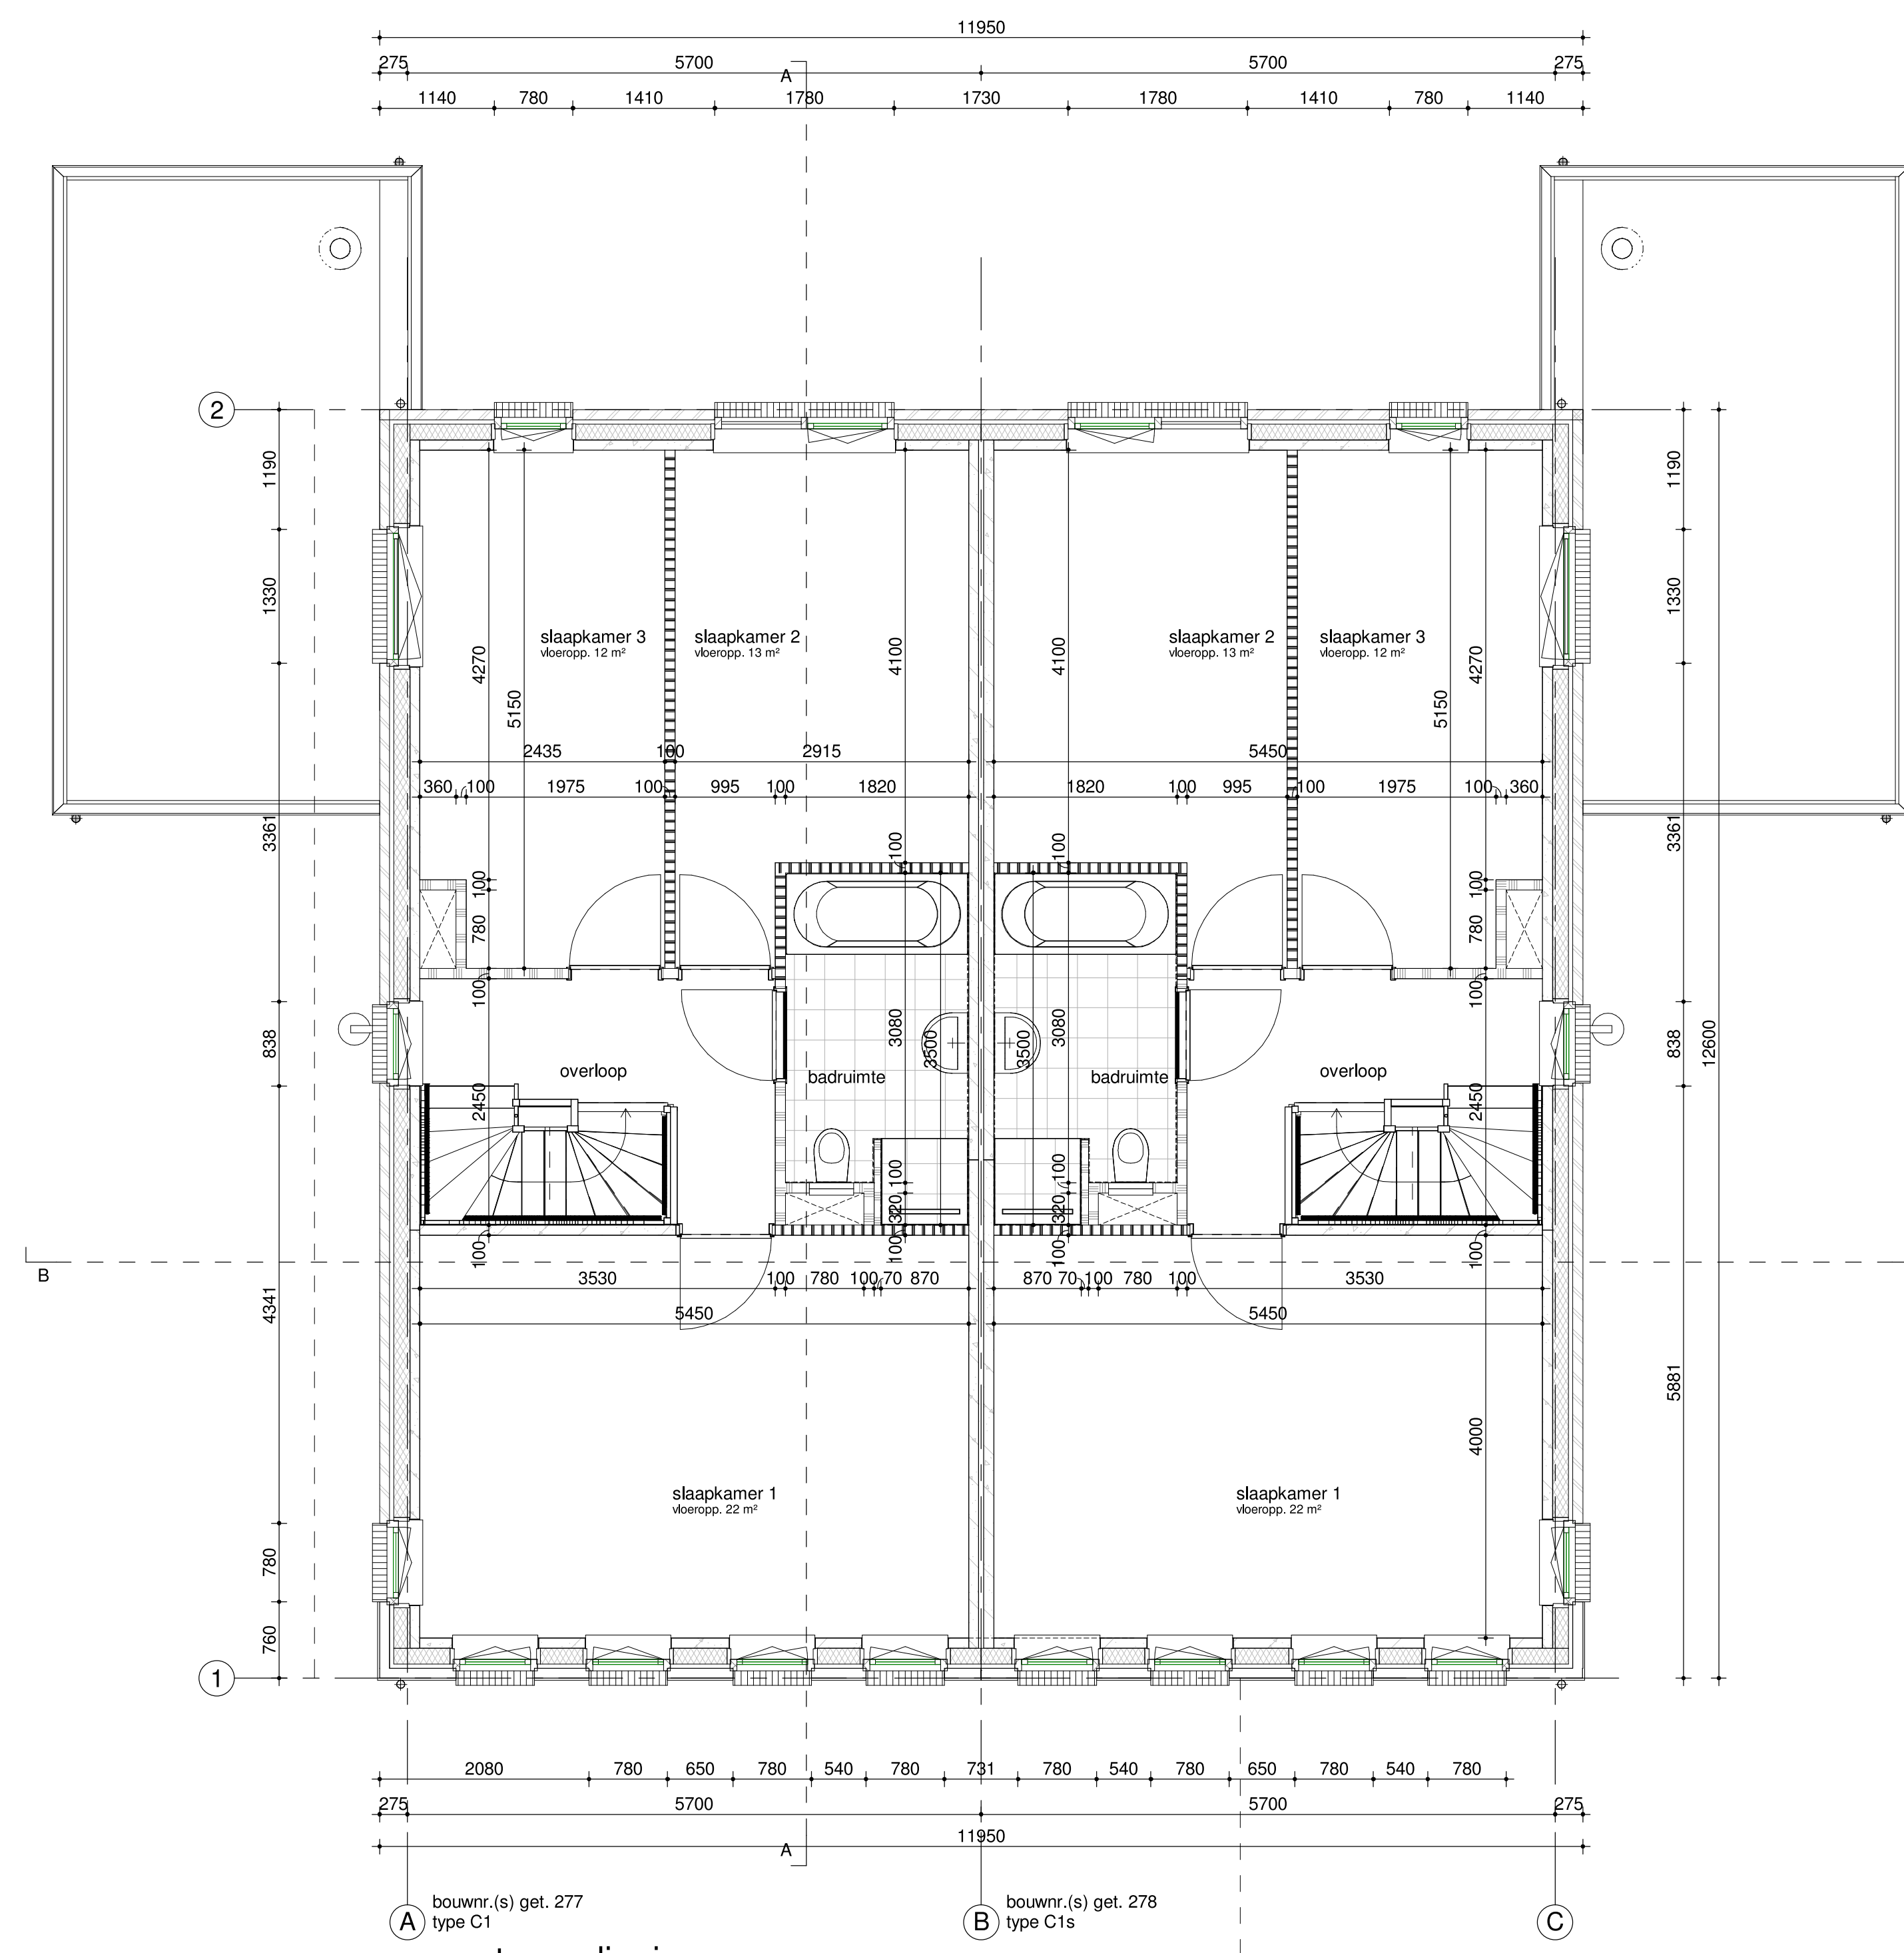 11950
275 5700 A 5700 275
1140 780 1410 1780 1730 1780 1410 780 1140
2
1190 1190
1330 1330
slaapkamer 3 slaapkamer 2 slaapkamer 2 slaapkamer 3
vloeropp. 12 m² vloeropp. 13 m² vloeropp. 13 m² vloeropp. 12 m²
4270 4100 4100 4270
5150 5150
2435 100 2915 5450
360 100 1975 100 995 100 1820 1820 100 995 100 1975 100 360
3361 3361
100 100
100 100
780 780
100 100
838 3080 3500 3500 3080 838 12600
overloop badruimte badruimte overloop
2450 2450
100 100
320 320
100 100 100 100
B
3530 100 780 100 70 870 870 70 100 780 100 3530
4341 5450 5450
5881
4000
slaapkamer 1 slaapkamer 1
vloeropp. 22 m² vloeropp. 22 m²
780
760
1
2080 780 650 780 540 780 731 780 540 780 650 780 540 780
275 5700 5700 275
11950
A
bouwnr.(s) get. 277 bouwnr.(s) get. 278
A type C1 B type C1s C